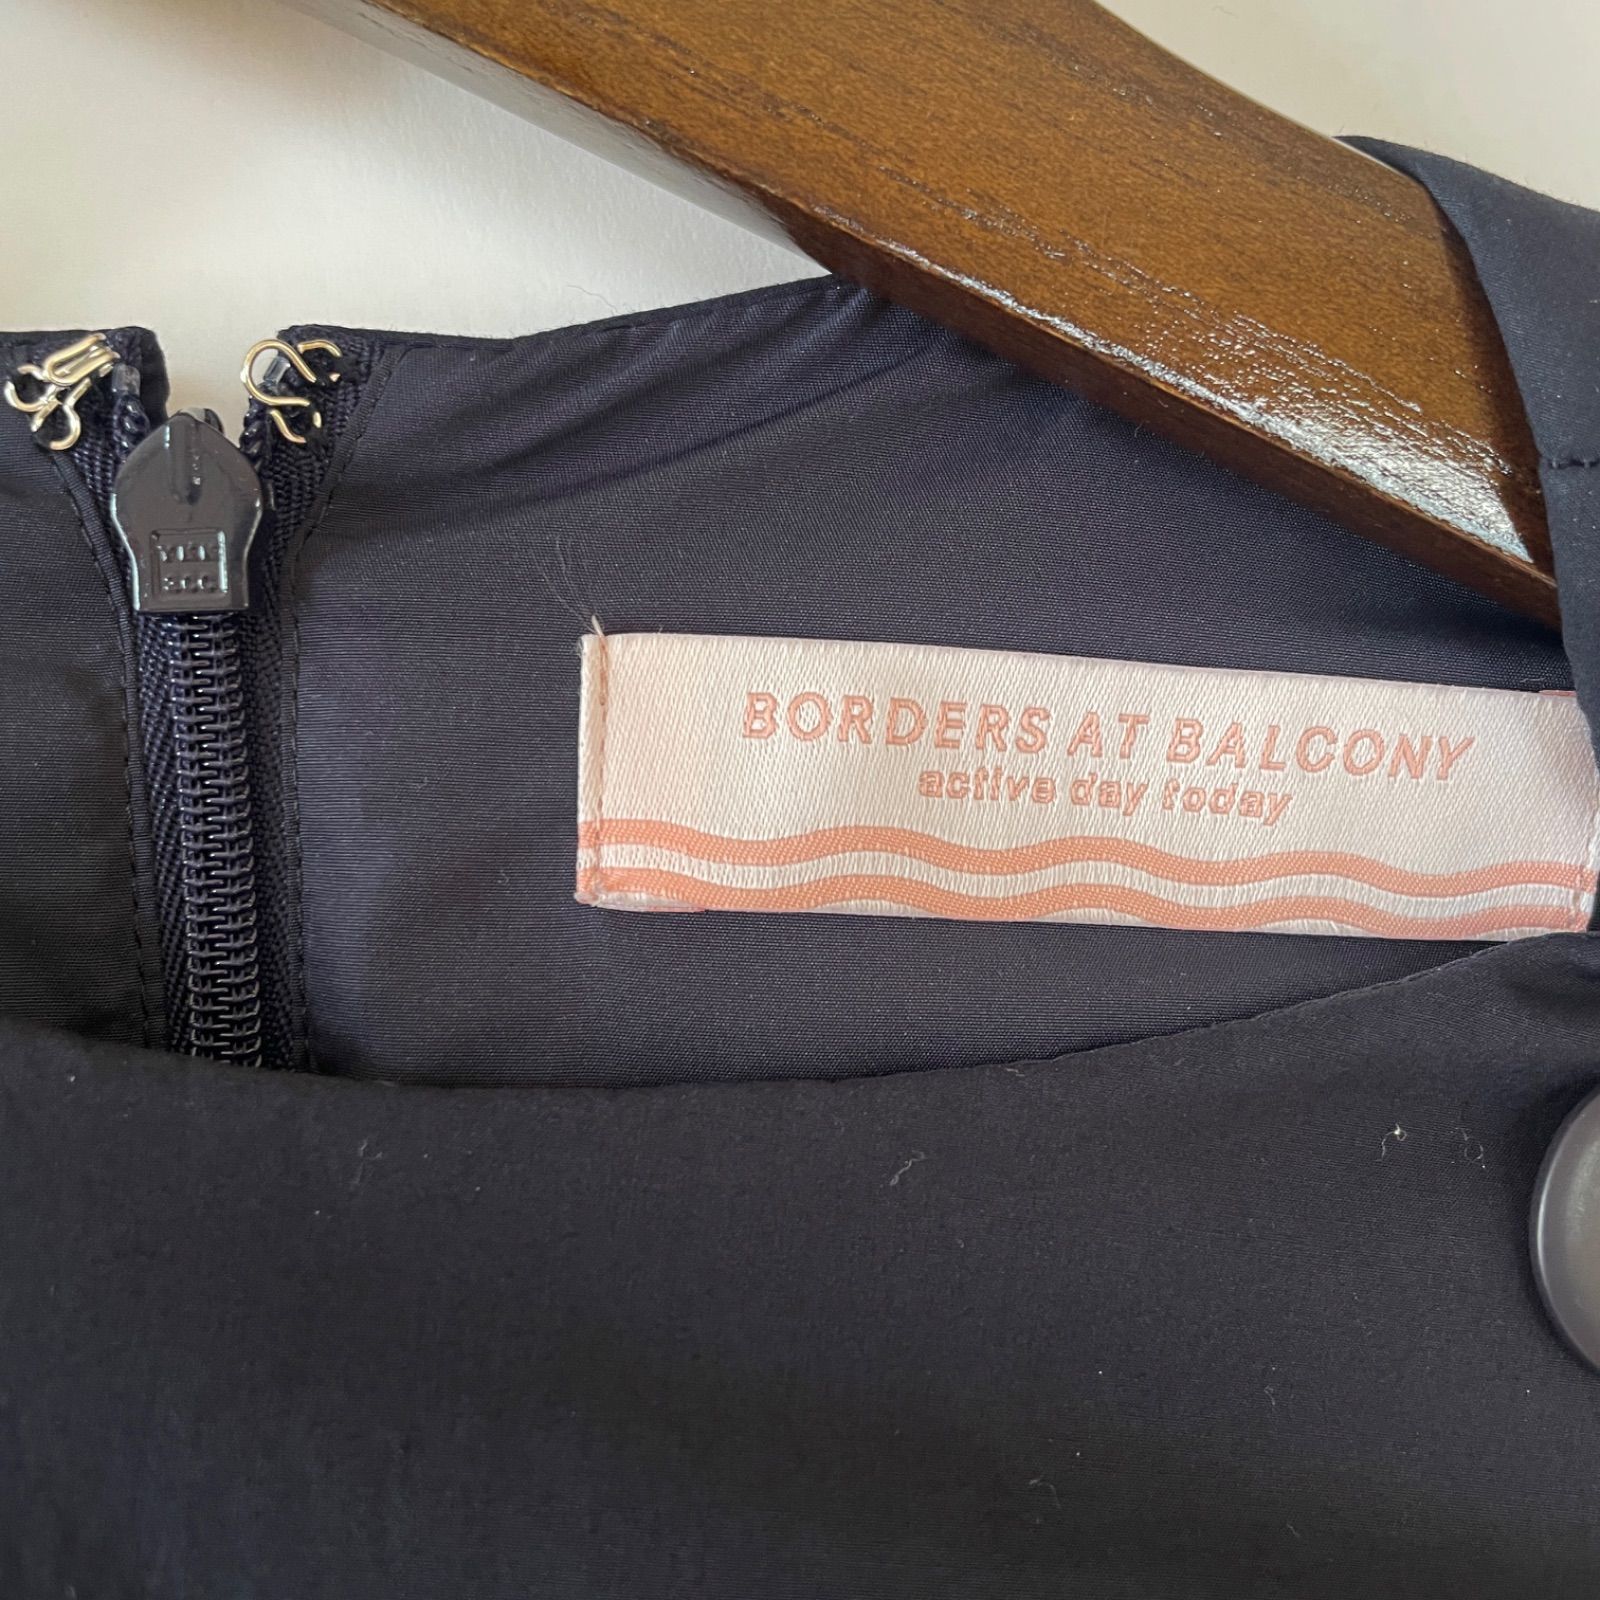 BORDERS AT BALCONY
active day today